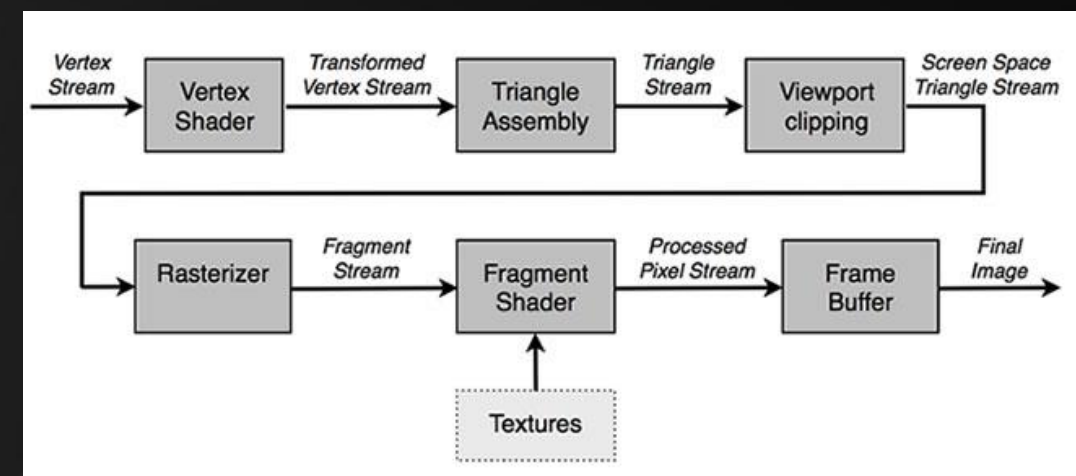 Vertex
Stream
Vertex
Shader
Transformed
Vertex Stream
Triangle
Assembly
Triangle
Stream
Viewport
clipping
Screen Space
Triangle Stream
Rasterizer
Fragment
Stream
Fragment
Shader
Processed
Pixel Stream
Frame
Buffer
Final
Image
Textures